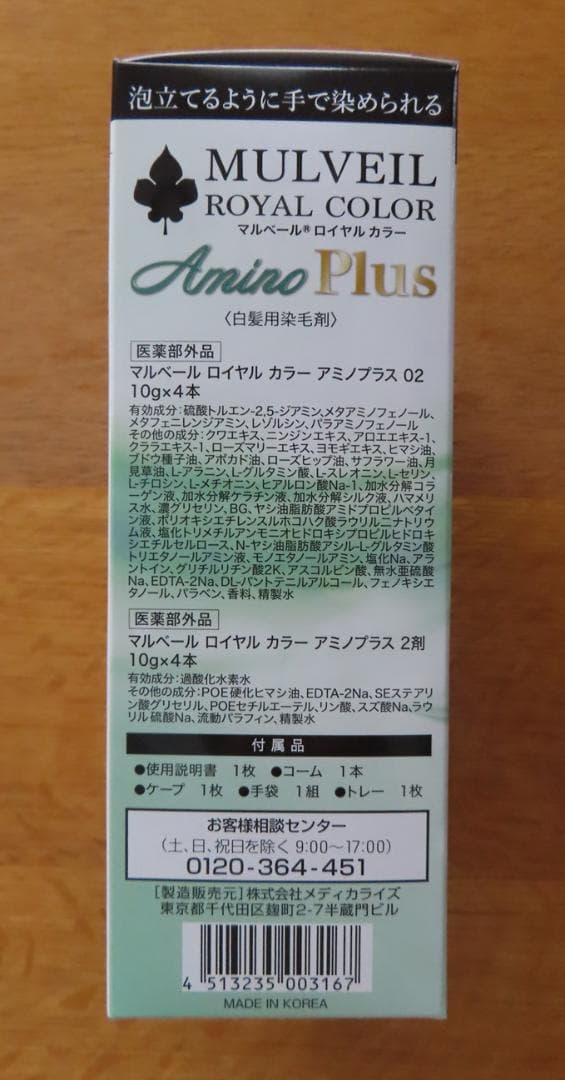 泡立てるように手で染められる
MULVEIL
ROYAL COLOR
マルベール® ロイヤル カラー
Amino Plus
〈白髪用染毛剤〉
医薬部外品
マルベール ロイヤル カラー アミノプラス 02
10g×4本
有効成分：硫酸トルエン-2,5-ジアミン、メタアミノフェノール、
メタフェニレンジアミン、レゾルシン、パラアミノフェノール
その他の成分：クワエキス、ニンジンエキス、アロエエキス-1、
クララエキス-1、ローズマリーエキス、ヨモギエキス、ヒマシ油、
ブドウ種子油、アボカド油、ローズヒップ油、サフラワー油、月
見草油、L-アラニン、L-グルタミン酸、L-スレオニン、L-セリン、
L-チロシン、L-メチオニン、ヒアルロン酸Na-1、加水分解コラ
ーゲン液、加水分解ケラチン液、加水分解シルク液、ハマメリ
ス水、濃グリセリン、BG、ヤシ油脂肪酸アミドプロピルベタイ
ン液、ポリオキシエチレンスルホコハク酸ラウリル二ナトリウ
ム液、塩化トリメチルアンモニオヒドロキシプロピルヒドロキ
シエチルセルロース、N-ヤシ油脂肪酸アシル-L-グルタミン酸
トリエタノールアミン液、モノエタノールアミン、塩化Na、アラ
ントイン、グリチルリチン酸2K、アスコルビン酸、無水亜硫酸
Na、EDTA-2Na、DL-パントテニルアルコール、フェノキシエ
タノール、パラベン、香料、精製水
医薬部外品
マルベール ロイヤル カラー アミノプラス 2剤
10g×4本
有効成分：過酸化水素水
その他の成分：POE硬化ヒマシ油、EDTA-2Na、SEステアリ
ン酸グリセリル、POEセチルエーテル、リン酸、スズ酸Na、ラウ
リル硫酸Na、流動パラフィン、精製水
付属品
●使用説明書 1枚 ●コーム 1本
●ケープ 1枚 ●手袋 1組 ●トレー 1枚
お客様相談センター
（土、日、祝日を除く 9:00～17:00）
0120-364-451
［製造販売元］株式会社メディカライズ
東京都千代田区麹町2-7半蔵門ビル
4 513235 003167
MADE IN KOREA